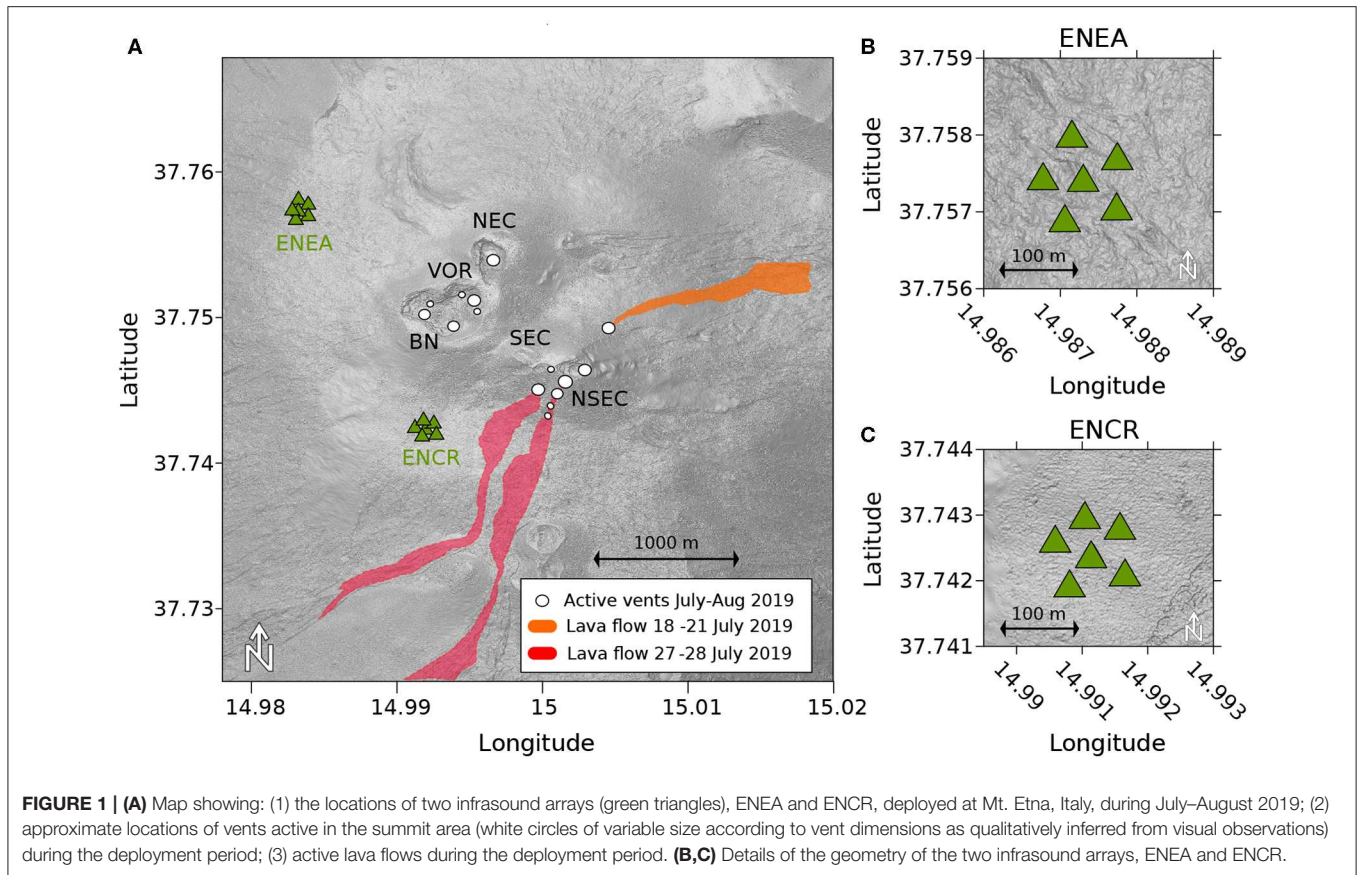 A
37.76
37.75
37.74
37.73
Latitude
14.98
14.99
15
15.01
15.02
Longitude
ENEA
NEC
VOR
BN
SEC
NSEC
ENCR
1000 m
N
Active vents July-Aug 2019
Lava flow 18 -21 July 2019
Lava flow 27 -28 July 2019
B
ENEA
37.759
37.758
37.757
37.756
Latitude
100 m
N
14.986
14.987
14.988
14.989
Longitude
C
ENCR
37.744
37.743
37.742
37.741
Latitude
100 m
N
14.99
14.991
14.992
14.993
Longitude
FIGURE 1 | (A) Map showing: (1) the locations of two infrasound arrays (green triangles), ENEA and ENCR, deployed at Mt. Etna, Italy, during July–August 2019; (2)
approximate locations of vents active in the summit area (white circles of variable size according to vent dimensions as qualitatively inferred from visual observations)
during the deployment period; (3) active lava flows during the deployment period. (B,C) Details of the geometry of the two infrasound arrays, ENEA and ENCR.